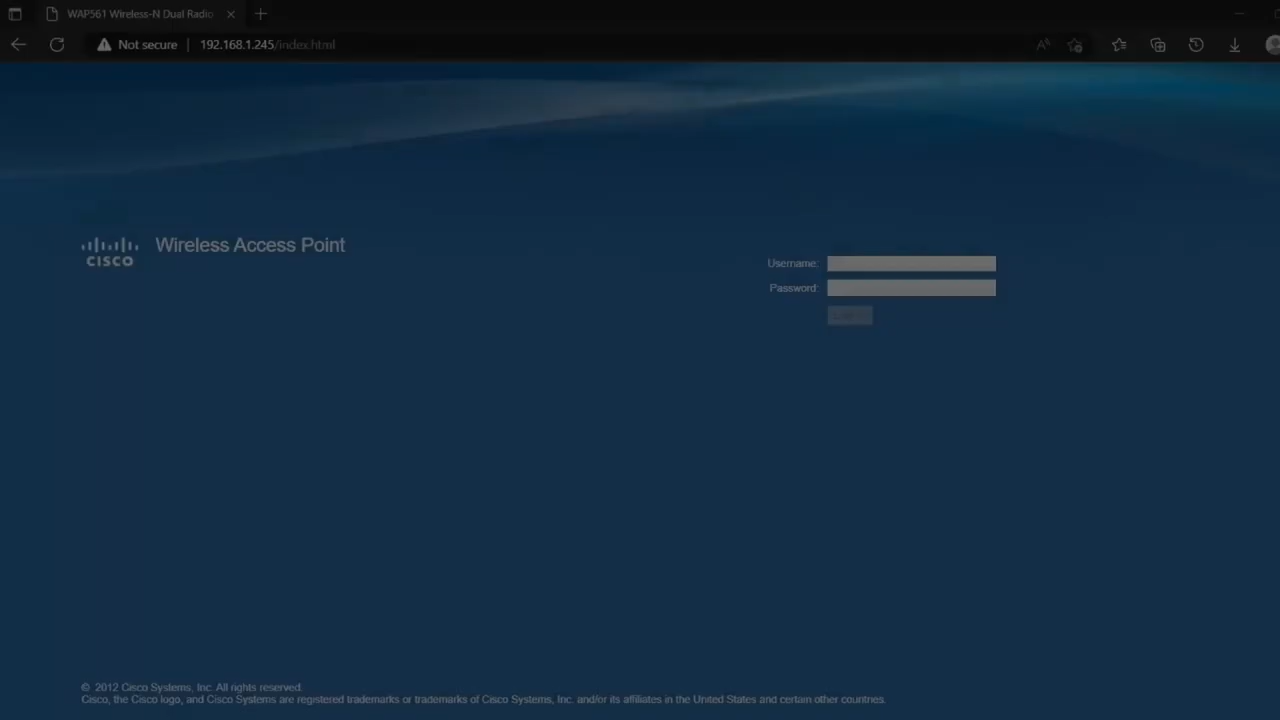 WAP561 Wireless-N Dual Radio
Not secure | 192.168.1.245/index.html
CISCO
Wireless Access Point
Username:
Password:
© 2012 Cisco Systems, Inc. All rights reserved.
Cisco, the Cisco logo, and Cisco Systems are registered trademarks or trademarks of Cisco Systems, Inc. and/or its affiliates in the United States and certain other countries.